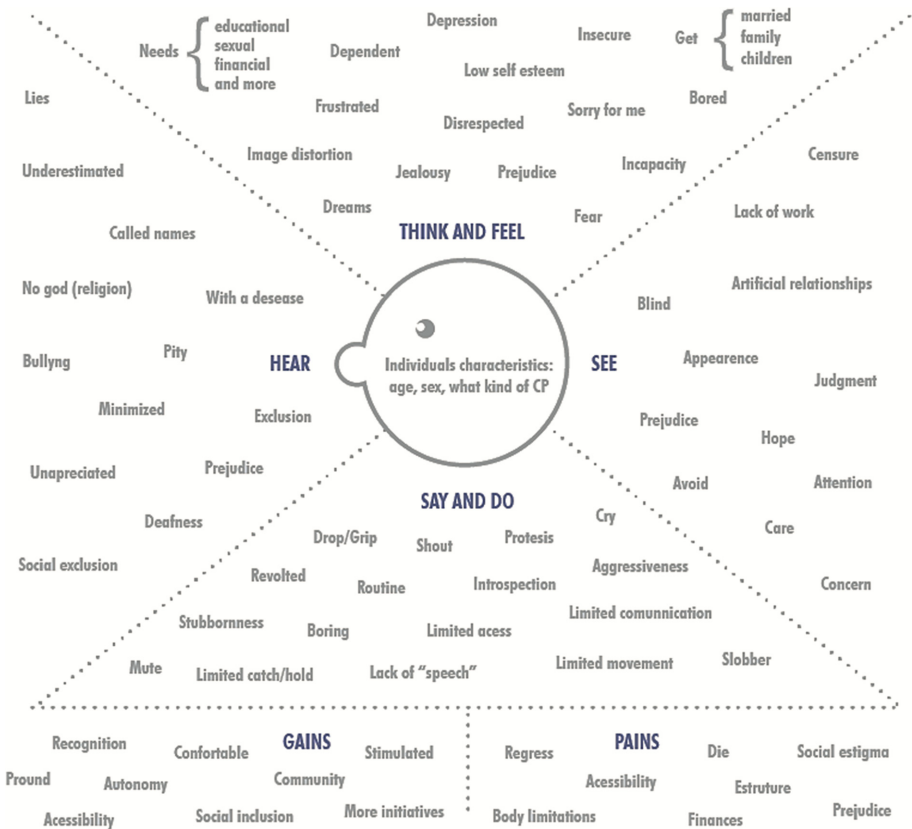 Depression
Needs
educational
sexual
financial
and more
Dependent
Insecure
Get
married
family
children
Low self esteem
Frustrated
Sorry for me
Bored
Disrespected
Image distortion
Jealousy
Prejudice
Incapacity
Dreams
Fear
THINK AND FEEL
Lies
Underestimated
Called names
No god (religion)
With a desease
Bullyng
Pity
HEAR
Minimized
Exclusion
Unapreciated
Prejudice
Deafness
Social exclusion
Individuals characteristics:
age, sex, what kind of CP
Censure
Lack of work
Artificial relationships
Blind
SEE
Appearence
Judgment
Prejudice
Hope
Avoid
Attention
Care
Concern
SAY AND DO
Cry
Drop/Grip
Shout
Protesis
Revolted
Routine
Introspection
Aggressiveness
Stubbornness
Boring
Limited acess
Limited comunnication
Mute
Limited catch/hold
Lack of “speech”
Limited movement
Slobber
GAINS
Recognition
Confortable
Stimulated
Pround
Autonomy
Community
Acessibility
Social inclusion
More initiatives
PAINS
Regress
Die
Social estigma
Acessibility
Estruture
Body limitations
Finances
Prejudice